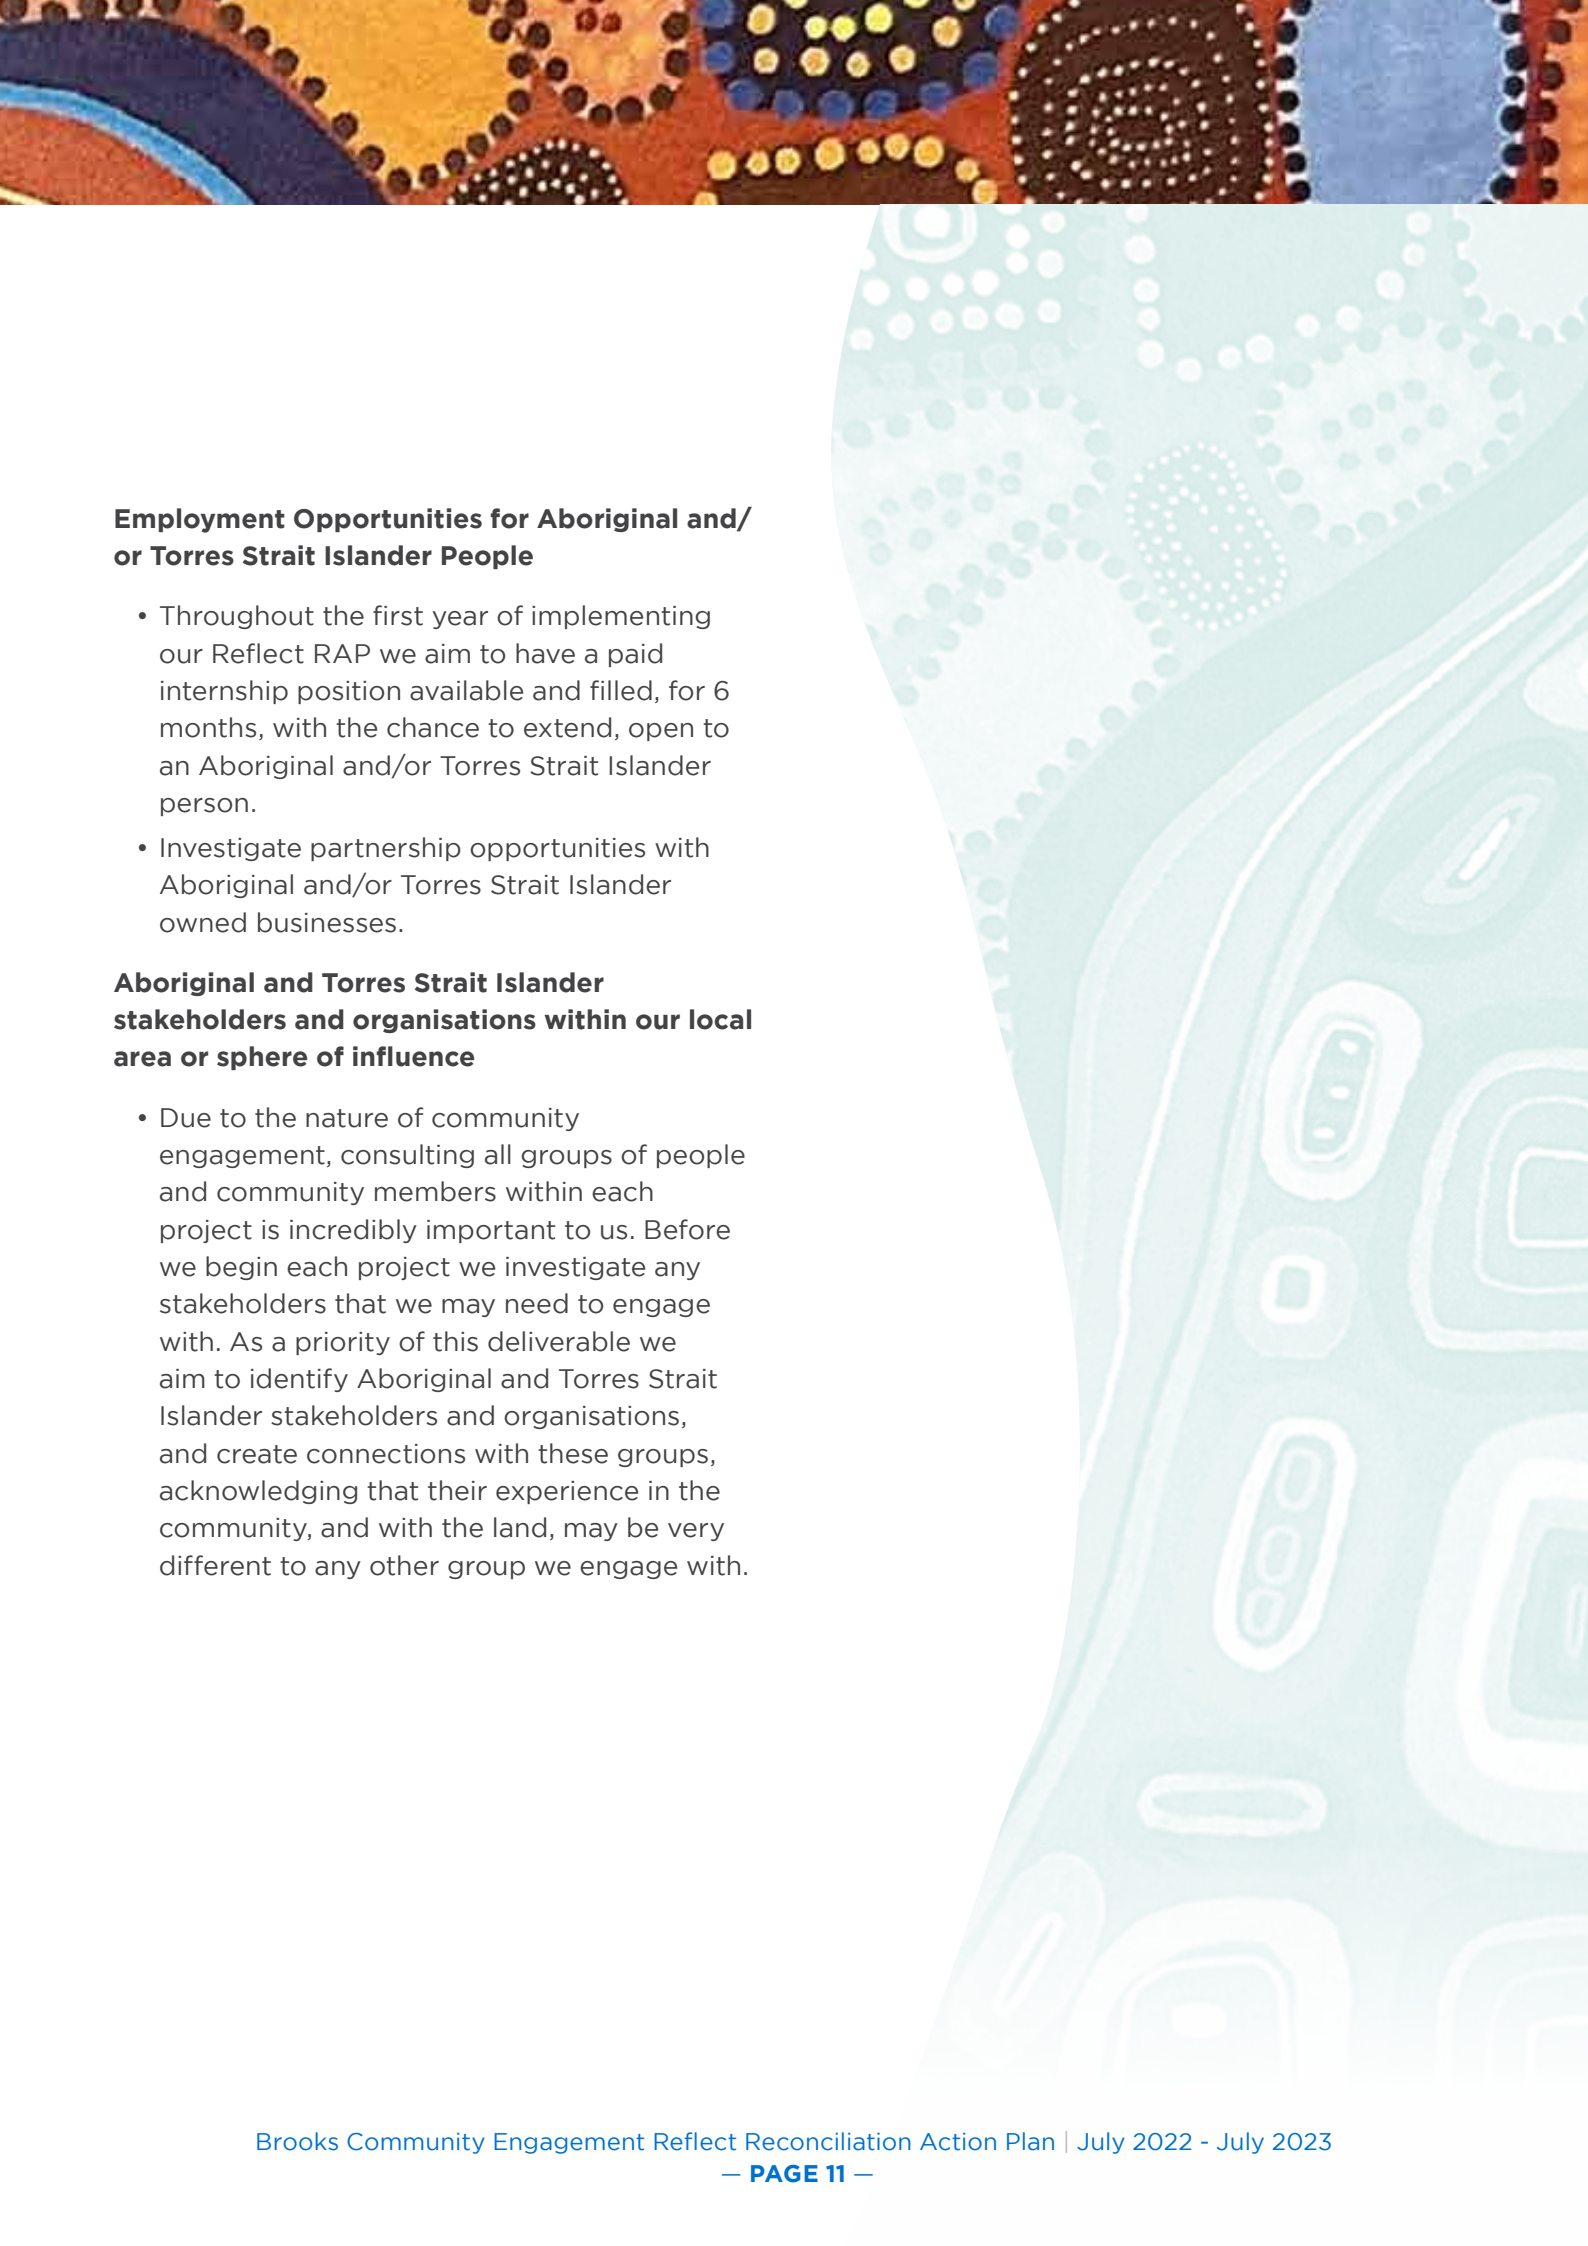 Employment Opportunities for Aboriginal and/
or Torres Strait Islander People
• Throughout the first year of implementing
our Reflect RAP we aim to have a paid
internship position available and filled, for 6
months, with the chance to extend, open to
an Aboriginal and/or Torres Strait Islander
person.
• Investigate partnership opportunities with
Aboriginal and/or Torres Strait Islander
owned businesses.
Aboriginal and Torres Strait Islander
stakeholders and organisations within our local
area or sphere of influence
• Due to the nature of community
engagement, consulting all groups of people
and community members within each
project is incredibly important to us. Before
we begin each project we investigate any
stakeholders that we may need to engage
with. As a priority of this deliverable we
aim to identify Aboriginal and Torres Strait
Islander stakeholders and organisations,
and create connections with these groups,
acknowledging that their experience in the
community, and with the land, may be very
different to any other group we engage with.
Brooks Community Engagement Reflect Reconciliation Action Plan | July 2022 - July 2023
— PAGE 11 —